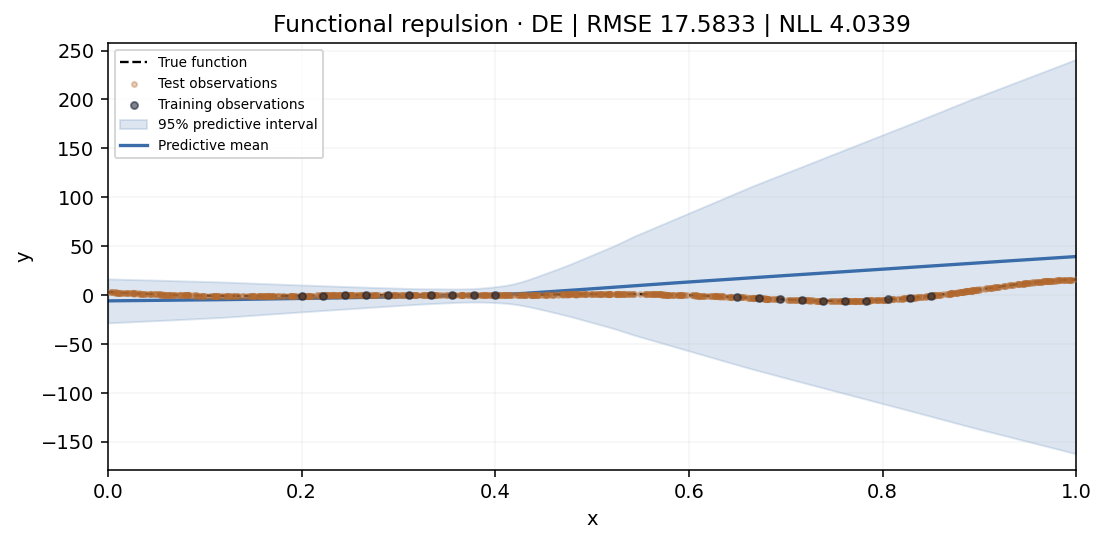 Functional repulsion · DE | RMSE 17.5833 | NLL 4.0339
True function
Test observations
Training observations
95% predictive interval
Predictive mean
250
200
150
100
50
0
−50
−100
−150
y
0.0 0.2 0.4 0.6 0.8 1.0
x